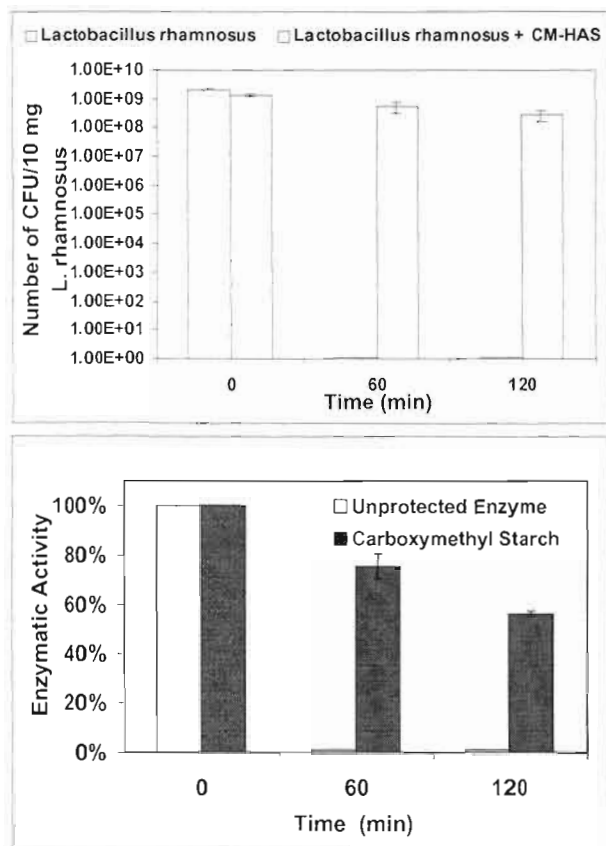 Lactobacillus rhamnosus Lactobacillus rhamnosus + CM-HAS
Number of CFU/10 mg
L. rhamnosus
1.00E+10
1.00E+09
1.00E+08
1.00E+07
1.00E+06
1.00E+05
1.00E+04
1.00E+03
1.00E+02
1.00E+01
1.00E+00
0 60 120
Time (min)
Enzymatic Activity
Unprotected Enzyme
Carboxymethyl Starch
100%
80%
60%
40%
20%
0%
0 60 120
Time (min)